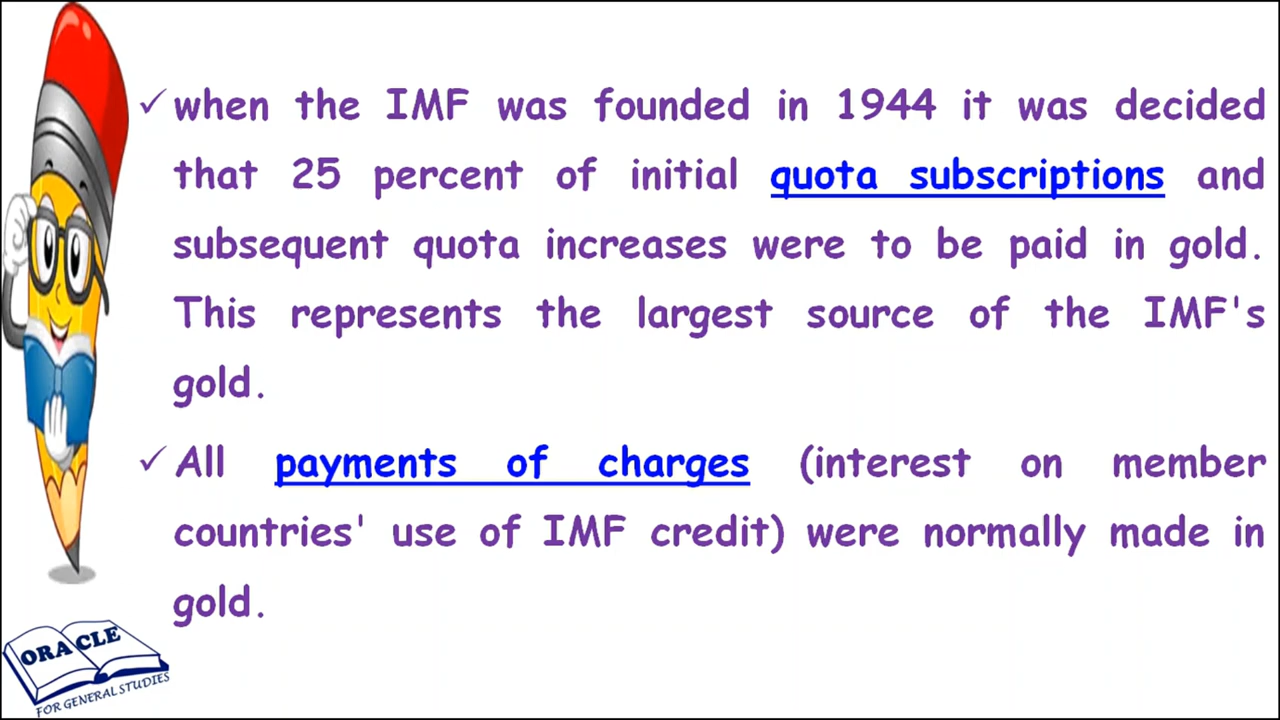 ✓ when the IMF was founded in 1944 it was decided
that 25 percent of initial quota subscriptions and
subsequent quota increases were to be paid in gold.
This represents the largest source of the IMF's
gold.
✓ All payments of charges (interest on member
countries' use of IMF credit) were normally made in
gold.
ORACLE
FOR GENERAL STUDIES